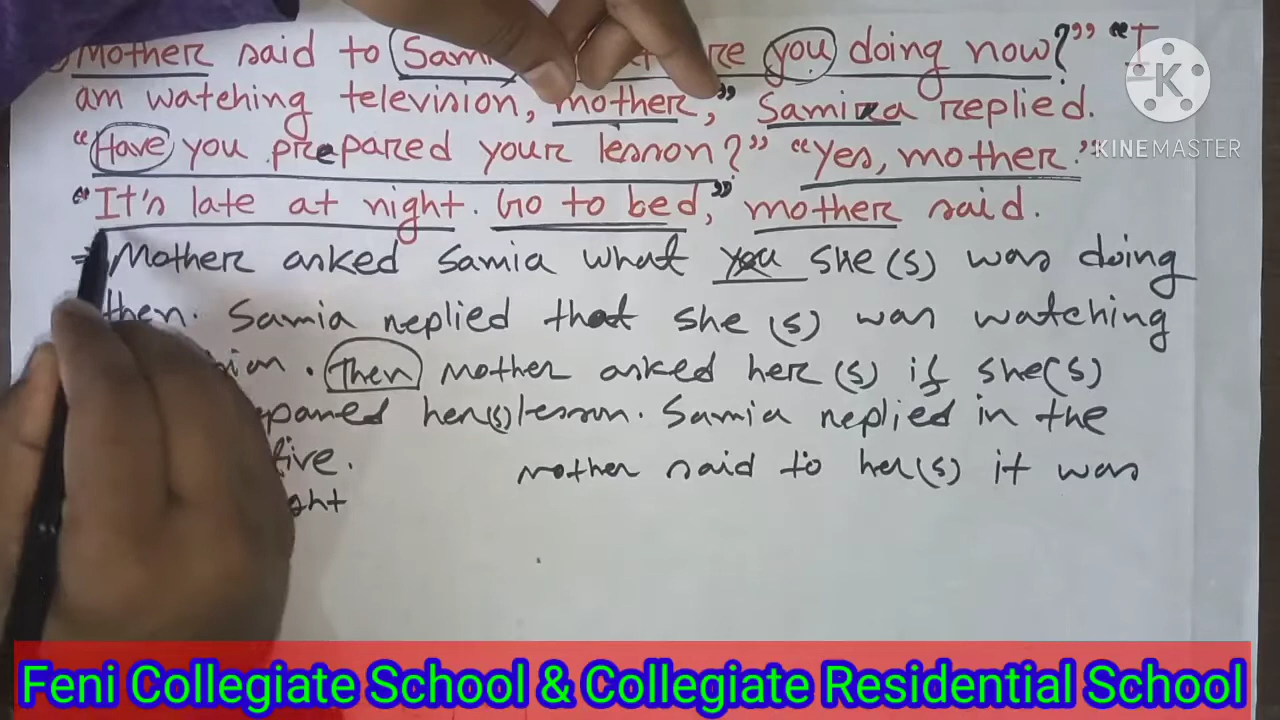 Mother said to Sami re you doing now?" "I
am watching television, mother," Samira replied.
"Have you prepared your lesson?" "Yes, mother."
"It's late at night. Go to bed," mother said.
Mother asked Samia what you she (s) was doing
then. Samia replied that she (s) was watching
. Then mother asked her (s) if she(s)
her(s) lesson. Samia replied in the
mother said to her(s) it was
K
KINEMASTER
Feni Collegiate School & Collegiate Residential School